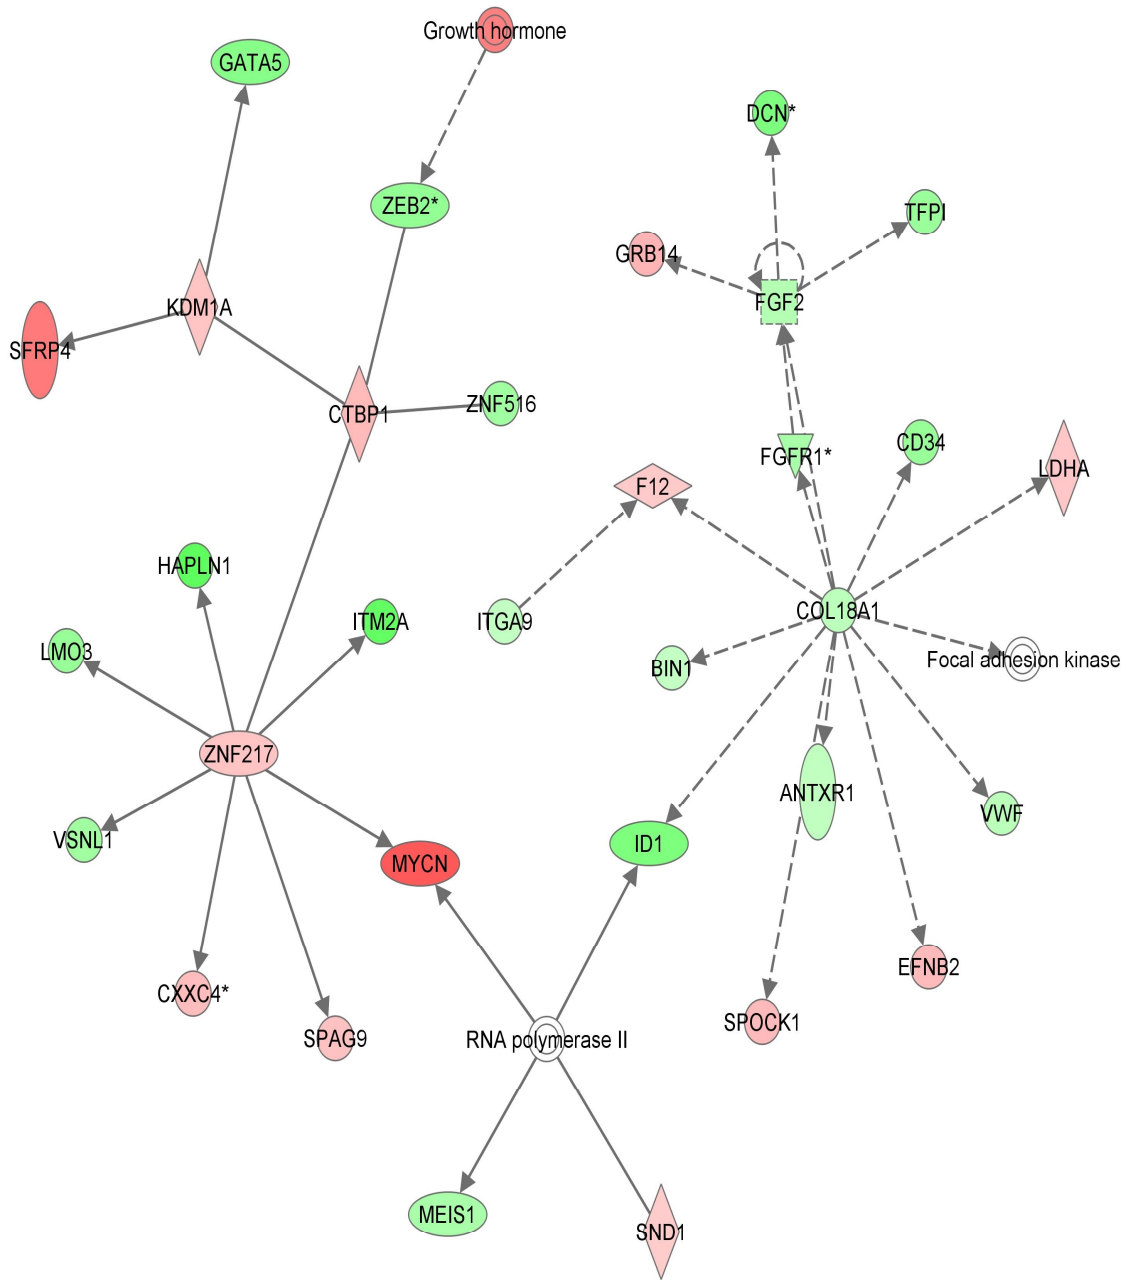 Growth hormone
GATA5
DCN*
ZEB2*
TFPI
GRB14
FGF2
KDM1A
SFRP4
CTBP1
ZNF516
CD34
FGFR1*
LDHA
F12
HAPLN1
ITM2A
ITGA9
COL18A1
LMO3
BIN1
Focal adhesion kinase
ZNF217
ANTXR1
VWF
VSNL1
ID1
MYCN
EFNB2
CXXC4*
SPOCK1
SPAG9
RNA polymerase II
MEIS1
SND1